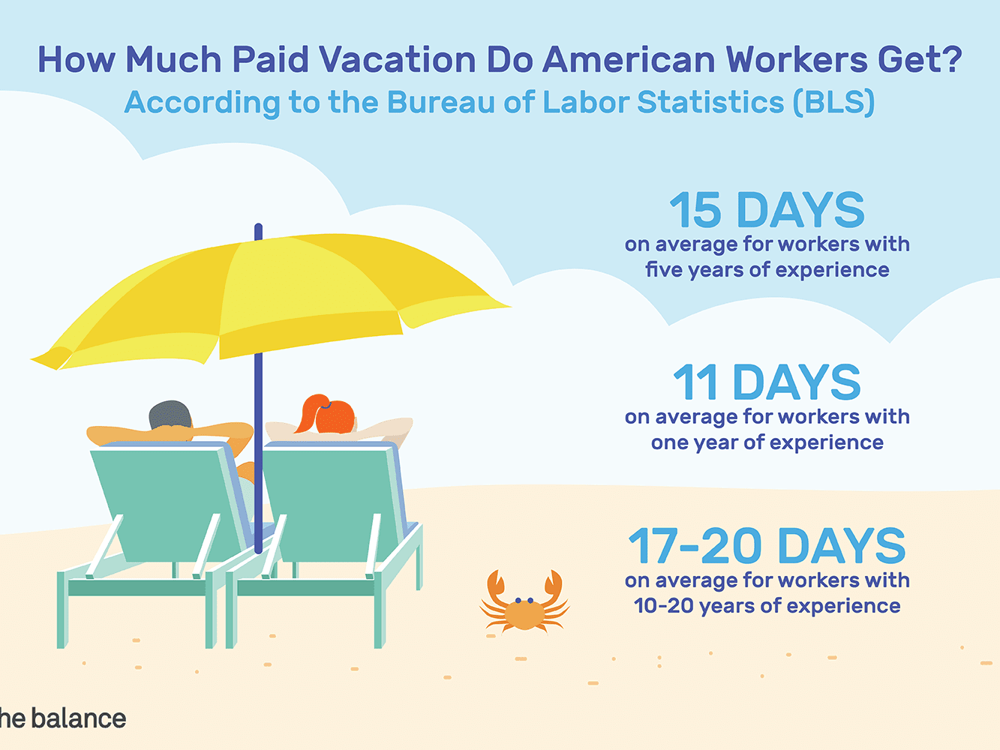 How Much Paid Vacation Do American Workers Get?
According to the Bureau of Labor Statistics (BLS)
15 DAYS
on average for workers with
five years of experience
11 DAYS
on average for workers with
one year of experience
17-20 DAYS
on average for workers with
10-20 years of experience
he balance